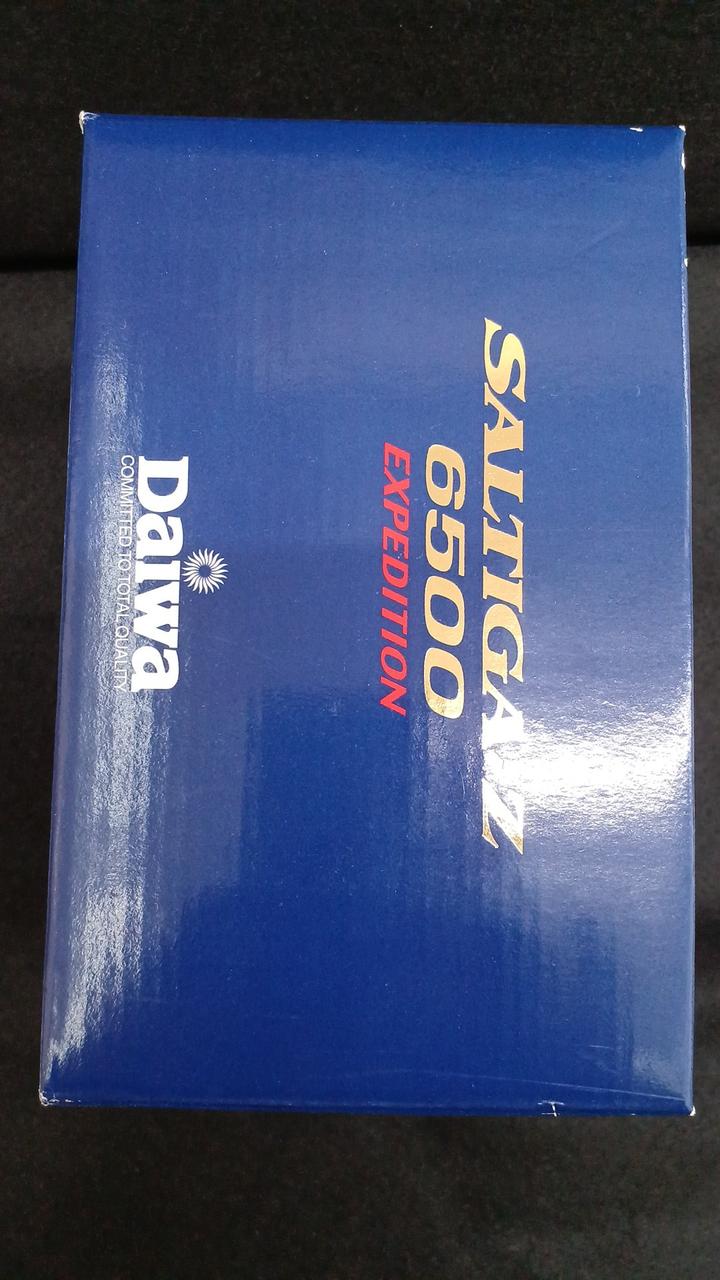 SALTIGA Z
6500
EXPEDITION
Daiwa
COMMITTED TO TOTAL QUALITY